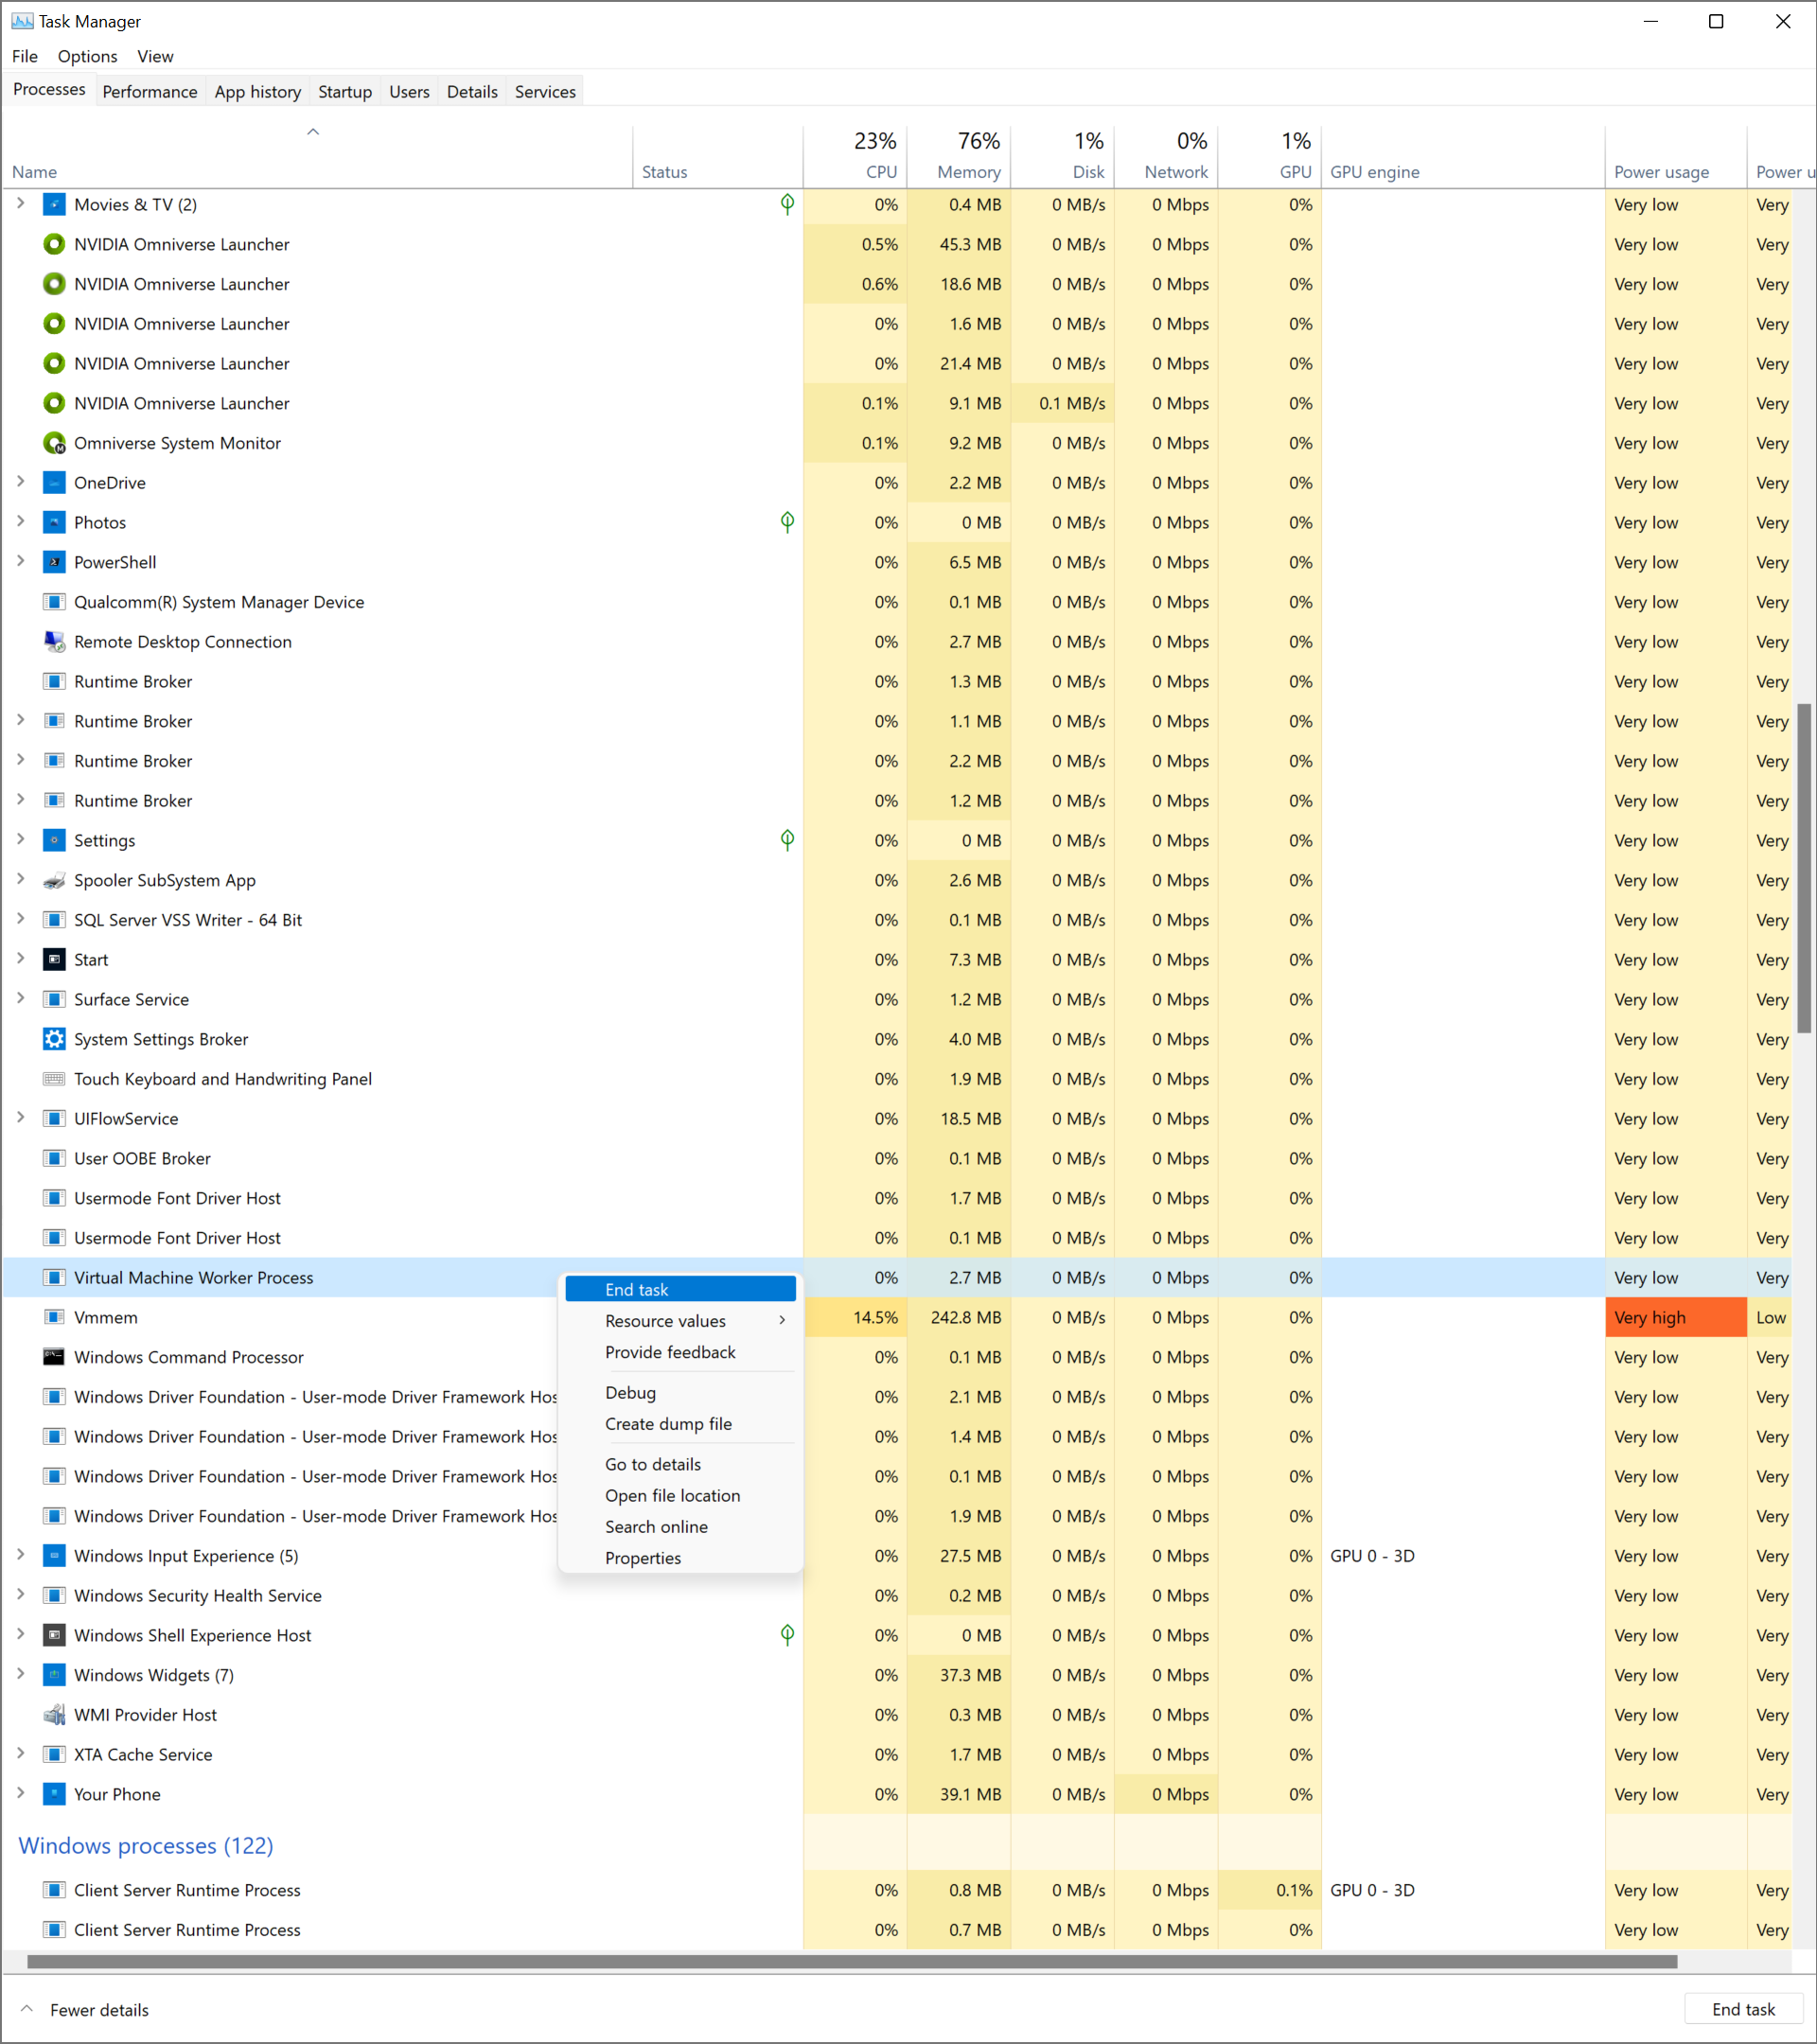 Task Manager
File Options View
Processes Performance App history Startup Users Details Services
23% 76% 1% 0% 1%
Name Status CPU Memory Disk Network GPU GPU engine Power usage Power u
Movies & TV (2) 0% 0.4 MB 0 MB/s 0 Mbps 0% Very low Very
NVIDIA Omniverse Launcher 0.5% 45.3 MB 0 MB/s 0 Mbps 0% Very low Very
NVIDIA Omniverse Launcher 0.6% 18.6 MB 0 MB/s 0 Mbps 0% Very low Very
NVIDIA Omniverse Launcher 0% 1.6 MB 0 MB/s 0 Mbps 0% Very low Very
NVIDIA Omniverse Launcher 0% 21.4 MB 0 MB/s 0 Mbps 0% Very low Very
NVIDIA Omniverse Launcher 0.1% 9.1 MB 0.1 MB/s 0 Mbps 0% Very low Very
Omniverse System Monitor 0.1% 9.2 MB 0 MB/s 0 Mbps 0% Very low Very
OneDrive 0% 2.2 MB 0 MB/s 0 Mbps 0% Very low Very
Photos 0% 0 MB 0 MB/s 0 Mbps 0% Very low Very
PowerShell 0% 6.5 MB 0 MB/s 0 Mbps 0% Very low Very
Qualcomm(R) System Manager Device 0% 0.1 MB 0 MB/s 0 Mbps 0% Very low Very
Remote Desktop Connection 0% 2.7 MB 0 MB/s 0 Mbps 0% Very low Very
Runtime Broker 0% 1.3 MB 0 MB/s 0 Mbps 0% Very low Very
Runtime Broker 0% 1.1 MB 0 MB/s 0 Mbps 0% Very low Very
Runtime Broker 0% 2.2 MB 0 MB/s 0 Mbps 0% Very low Very
Runtime Broker 0% 1.2 MB 0 MB/s 0 Mbps 0% Very low Very
Settings 0% 0 MB 0 MB/s 0 Mbps 0% Very low Very
Spooler SubSystem App 0% 2.6 MB 0 MB/s 0 Mbps 0% Very low Very
SQL Server VSS Writer - 64 Bit 0% 0.1 MB 0 MB/s 0 Mbps 0% Very low Very
Start 0% 7.3 MB 0 MB/s 0 Mbps 0% Very low Very
Surface Service 0% 1.2 MB 0 MB/s 0 Mbps 0% Very low Very
System Settings Broker 0% 4.0 MB 0 MB/s 0 Mbps 0% Very low Very
Touch Keyboard and Handwriting Panel 0% 1.9 MB 0 MB/s 0 Mbps 0% Very low Very
UIFlowService 0% 18.5 MB 0 MB/s 0 Mbps 0% Very low Very
User OOBE Broker 0% 0.1 MB 0 MB/s 0 Mbps 0% Very low Very
Usermode Font Driver Host 0% 1.7 MB 0 MB/s 0 Mbps 0% Very low Very
Usermode Font Driver Host 0% 0.1 MB 0 MB/s 0 Mbps 0% Very low Very
Virtual Machine Worker Process 0% 2.7 MB 0 MB/s 0 Mbps 0% Very low Very
End task
Vmmem 14.5% 242.8 MB 0 MB/s 0 Mbps 0% Very high Low
Resource values
Windows Command Processor 0% 0.1 MB 0 MB/s 0 Mbps 0% Very low Very
Provide feedback
Windows Driver Foundation - User-mode Driver Framework Hos 0% 2.1 MB 0 MB/s 0 Mbps 0% Very low Very
Debug
Windows Driver Foundation - User-mode Driver Framework Hos 0% 1.4 MB 0 MB/s 0 Mbps 0% Very low Very
Create dump file
Windows Driver Foundation - User-mode Driver Framework Hos 0% 0.1 MB 0 MB/s 0 Mbps 0% Very low Very
Go to details
Windows Driver Foundation - User-mode Driver Framework Hos 0% 1.9 MB 0 MB/s 0 Mbps 0% Very low Very
Open file location
Search online
Windows Input Experience (5) 0% 27.5 MB 0 MB/s 0 Mbps 0% GPU 0 - 3D Very low Very
Properties
Windows Security Health Service 0% 0.2 MB 0 MB/s 0 Mbps 0% Very low Very
Windows Shell Experience Host 0% 0 MB 0 MB/s 0 Mbps 0% Very low Very
Windows Widgets (7) 0% 37.3 MB 0 MB/s 0 Mbps 0% Very low Very
WMI Provider Host 0% 0.3 MB 0 MB/s 0 Mbps 0% Very low Very
XTA Cache Service 0% 1.7 MB 0 MB/s 0 Mbps 0% Very low Very
Your Phone 0% 39.1 MB 0 MB/s 0 Mbps 0% Very low Very
Windows processes (122)
Client Server Runtime Process 0% 0.8 MB 0 MB/s 0 Mbps 0.1% GPU 0 - 3D Very low Very
Client Server Runtime Process 0% 0.7 MB 0 MB/s 0 Mbps 0% Very low Very
Fewer details End task